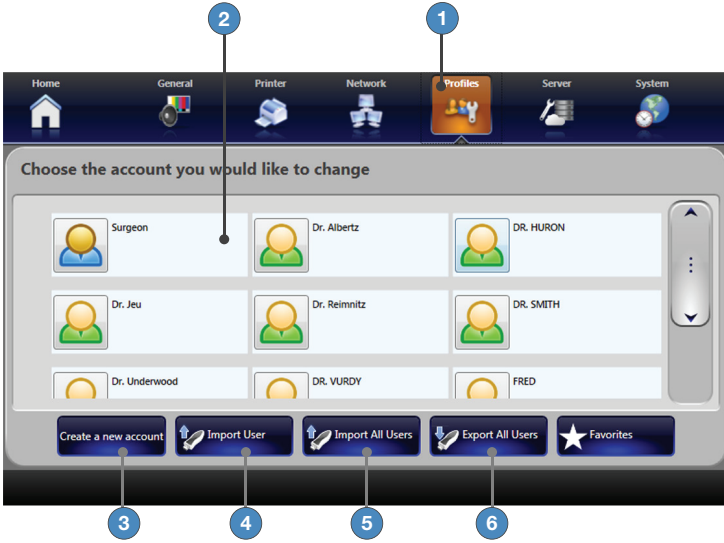 2 1
Home General Printer Network Profiles Server System
Choose the account you would like to change
Surgeon Dr. Albertz DR. HURON
Dr. Jeu Dr. Reimnitz DR. SMITH
Dr. Underwood DR. VURDY FRED
Create a new account Import User Import All Users Export All Users Favorites
3 4 5 6